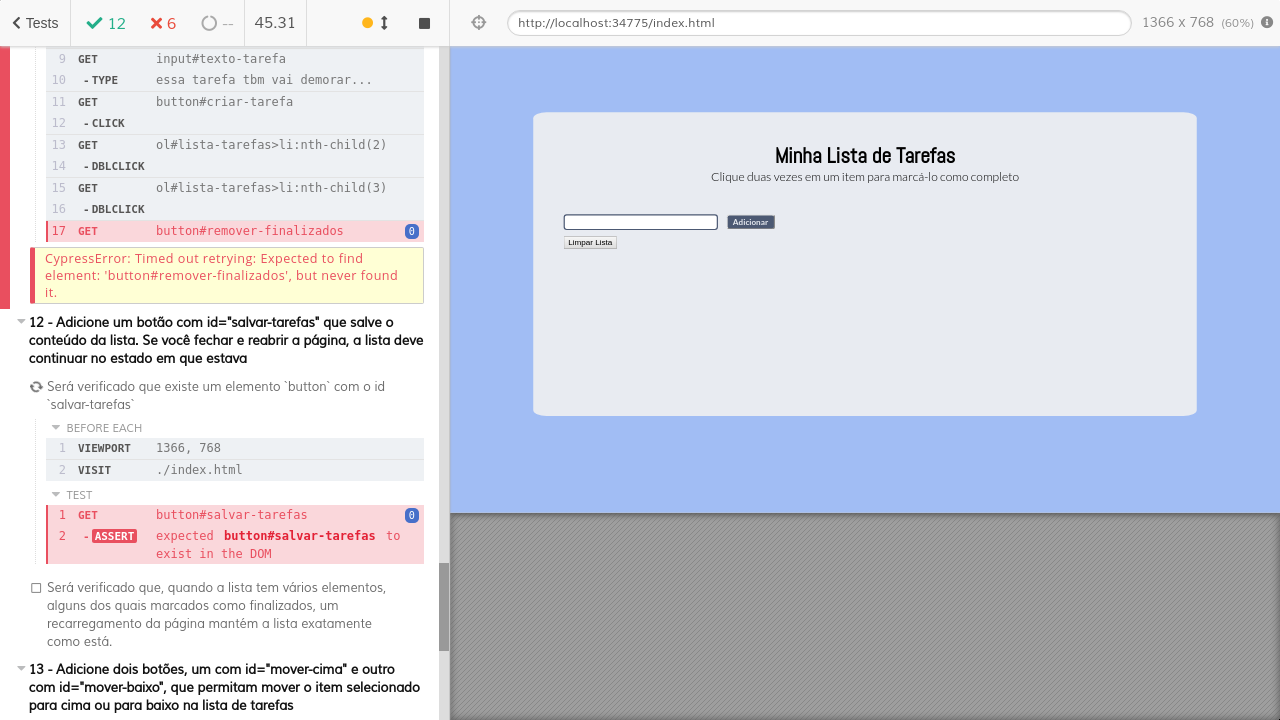 Tests 12 6 -- 45.31
http://localhost:34775/index.html 1366 x 768 (60%)
9 GET input#texto-tarefa
10 - TYPE essa tarefa tbm vai demorar...
11 GET button#criar-tarefa
12 - CLICK
13 GET ol#lista-tarefas>li:nth-child(2)
14 - DBLCLICK
15 GET ol#lista-tarefas>li:nth-child(3)
16 - DBLCLICK
17 GET button#remover-finalizados 0
CypressError: Timed out retrying: Expected to find
element: 'button#remover-finalizados', but never found
it.
12 - Adicione um botão com id="salvar-tarefas" que salve o
conteúdo da lista. Se você fechar e reabrir a página, a lista deve
continuar no estado em que estava
Será verificado que existe um elemento `button` com o id
`salvar-tarefas`
BEFORE EACH
1 VIEWPORT 1366, 768
2 VISIT ./index.html
TEST
1 GET button#salvar-tarefas 0
2 - ASSERT expected button#salvar-tarefas to
exist in the DOM
Será verificado que, quando a lista tem vários elementos,
alguns dos quais marcados como finalizados, um
recarregamento da página mantém a lista exatamente
como está.
13 - Adicione dois botões, um com id="mover-cima" e outro
com id="mover-baixo", que permitam mover o item selecionado
para cima ou para baixo na lista de tarefas
Minha Lista de Tarefas
Clique duas vezes em um item para marcá-lo como completo
Adicionar
Limpar Lista